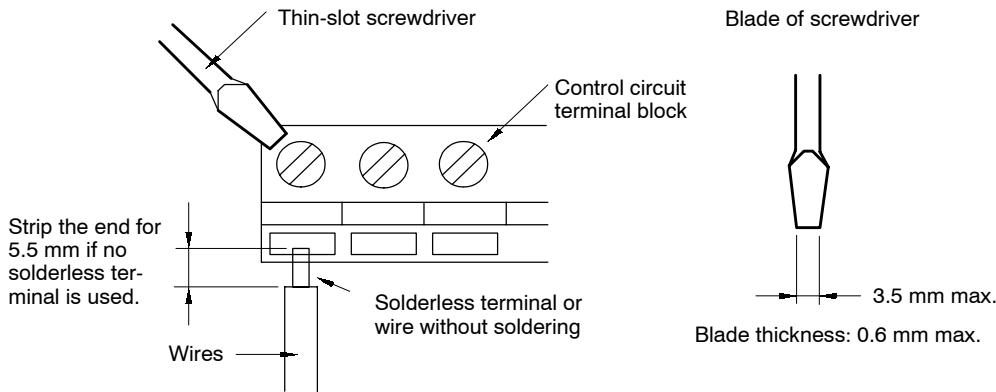 Thin-slot screwdriver
Blade of screwdriver
Control circuit
terminal block
Strip the end for
5.5 mm if no
solderless ter-
minal is used.
Solderless terminal or
wire without soldering
Wires
3.5 mm max.
Blade thickness: 0.6 mm max.